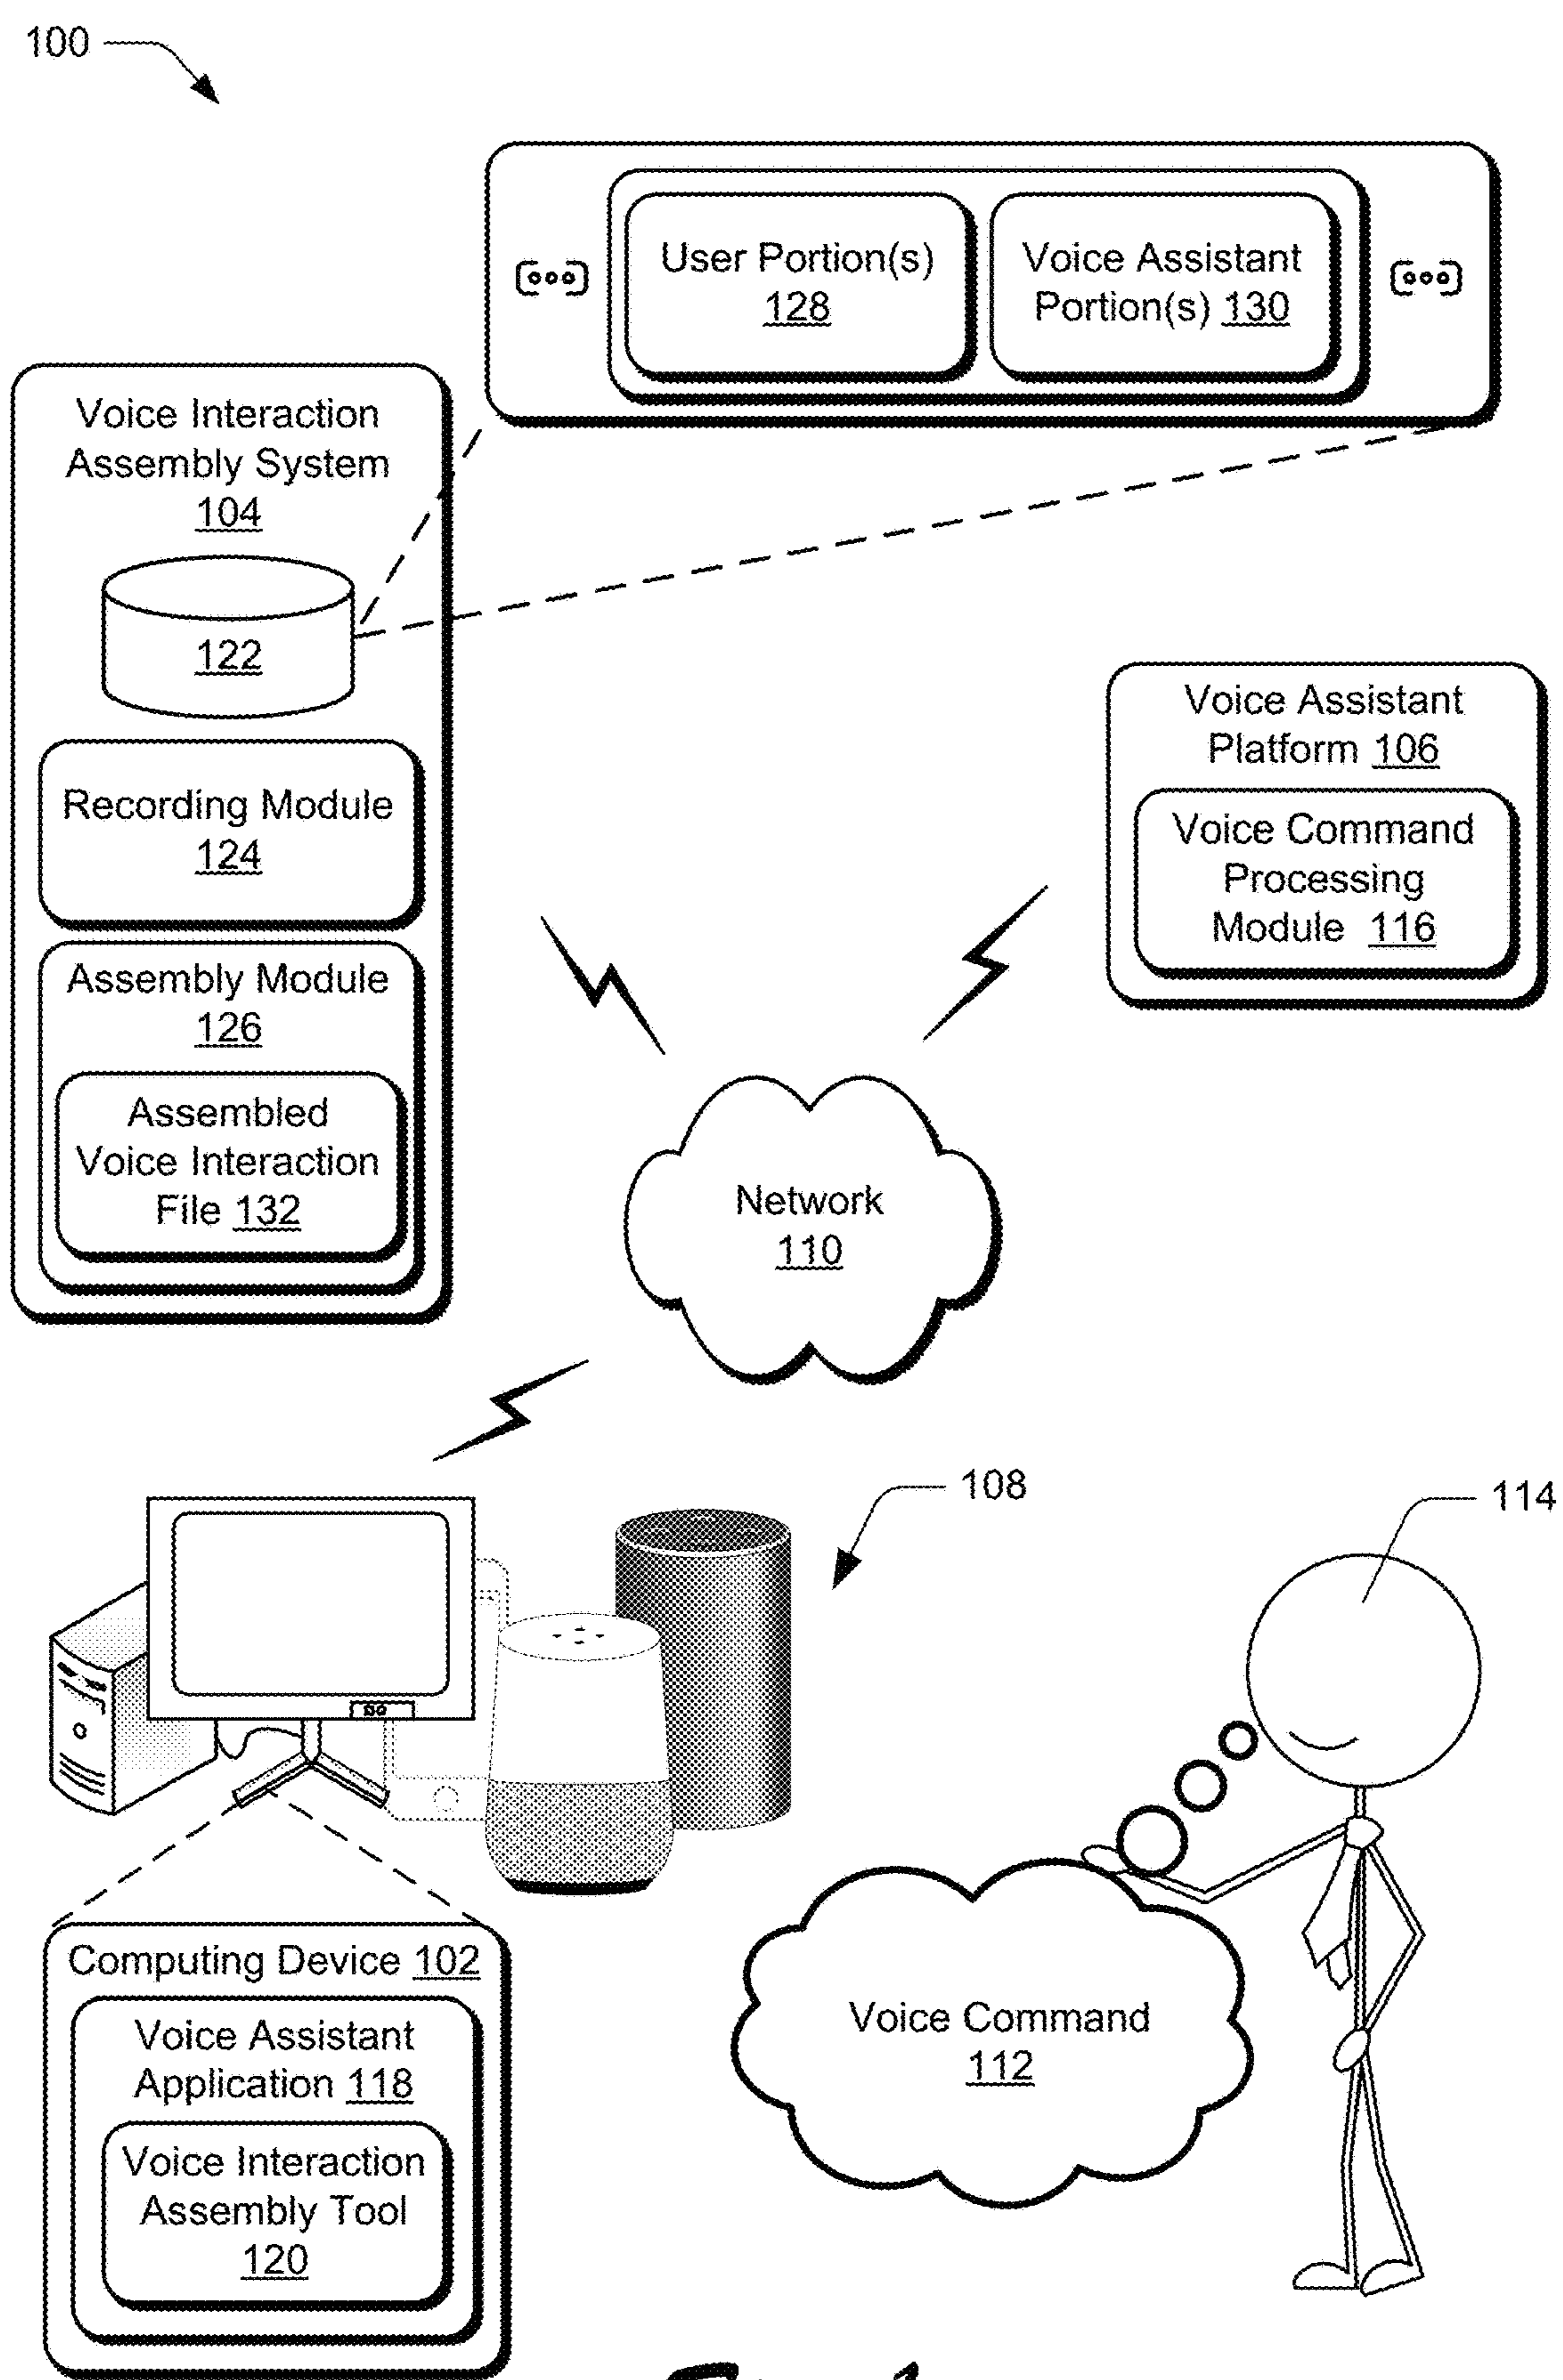 100
User Portion(s)
128
Voice Assistant
Portion(s) 130
Voice Interaction
Assembly System
104
122
Recording Module
124
Assembly Module
126
Assembled
Voice Interaction
File 132
Voice Assistant
Platform 106
Voice Command
Processing
Module 116
Network
110
108
114
Computing Device 102
Voice Assistant
Application 118
Voice Interaction
Assembly Tool
120
Voice Command
112